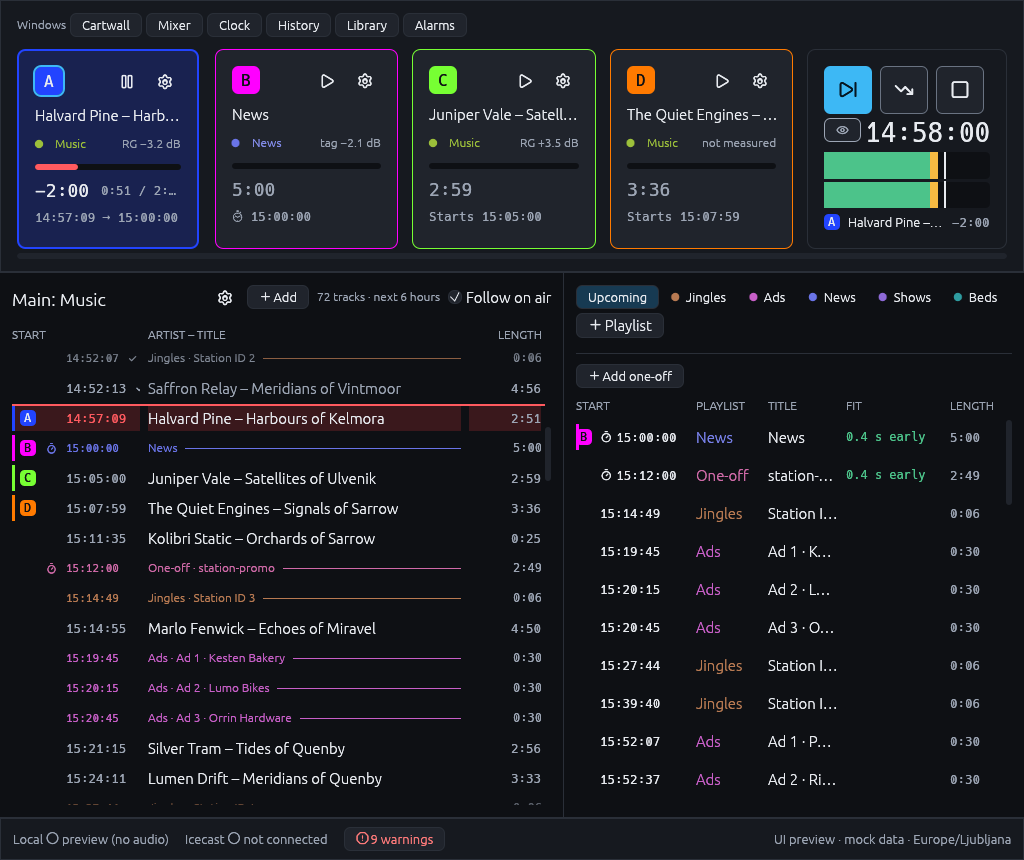 Windows Cartwall Mixer Clock History Library Alarms
A
Halvard Pine – Harb…
Music RG −3.2 dB
−2:00 0:51 / 2:…
14:57:09 → 15:00:00
B
News
News tag −2.1 dB
5:00
15:00:00
C
Juniper Vale – Satell…
Music RG +3.5 dB
2:59
Starts 15:05:00
D
The Quiet Engines – …
Music not measured
3:36
Starts 15:07:59
14:58:00
A Halvard Pine –… −2:00
Main: Music + Add 72 tracks · next 6 hours Follow on air
START ARTIST – TITLE LENGTH
14:52:07 Jingles · Station ID 2 0:06
14:52:13 Saffron Relay – Meridians of Vintmoor 4:56
A 14:57:09 Halvard Pine – Harbours of Kelmora 2:51
B 15:00:00 News 5:00
C 15:05:00 Juniper Vale – Satellites of Ulvenik 2:59
D 15:07:59 The Quiet Engines – Signals of Sarrow 3:36
15:11:35 Kolibri Static – Orchards of Sarrow 0:25
15:12:00 One-off · station-promo 2:49
15:14:49 Jingles · Station ID 3 0:06
15:14:55 Marlo Fenwick – Echoes of Miravel 4:50
15:19:45 Ads · Ad 1 · Kesten Bakery 0:30
15:20:15 Ads · Ad 2 · Lumo Bikes 0:30
15:20:45 Ads · Ad 3 · Orrin Hardware 0:30
15:21:15 Silver Tram – Tides of Quenby 2:56
15:24:11 Lumen Drift – Meridians of Quenby 3:33
Upcoming Jingles Ads News Shows Beds
+ Playlist
+ Add one-off
START PLAYLIST TITLE FIT LENGTH
B 15:00:00 News News 0.4 s early 5:00
15:12:00 One-off station-… 0.4 s early 2:49
15:14:49 Jingles Station I… 0:06
15:19:45 Ads Ad 1 · K… 0:30
15:20:15 Ads Ad 2 · L… 0:30
15:20:45 Ads Ad 3 · O… 0:30
15:27:44 Jingles Station I… 0:06
15:39:40 Jingles Station I… 0:06
15:52:07 Ads Ad 1 · P… 0:30
15:52:37 Ads Ad 2 · Ri… 0:30
Local preview (no audio) Icecast not connected 9 warnings UI preview · mock data · Europe/Ljubljana